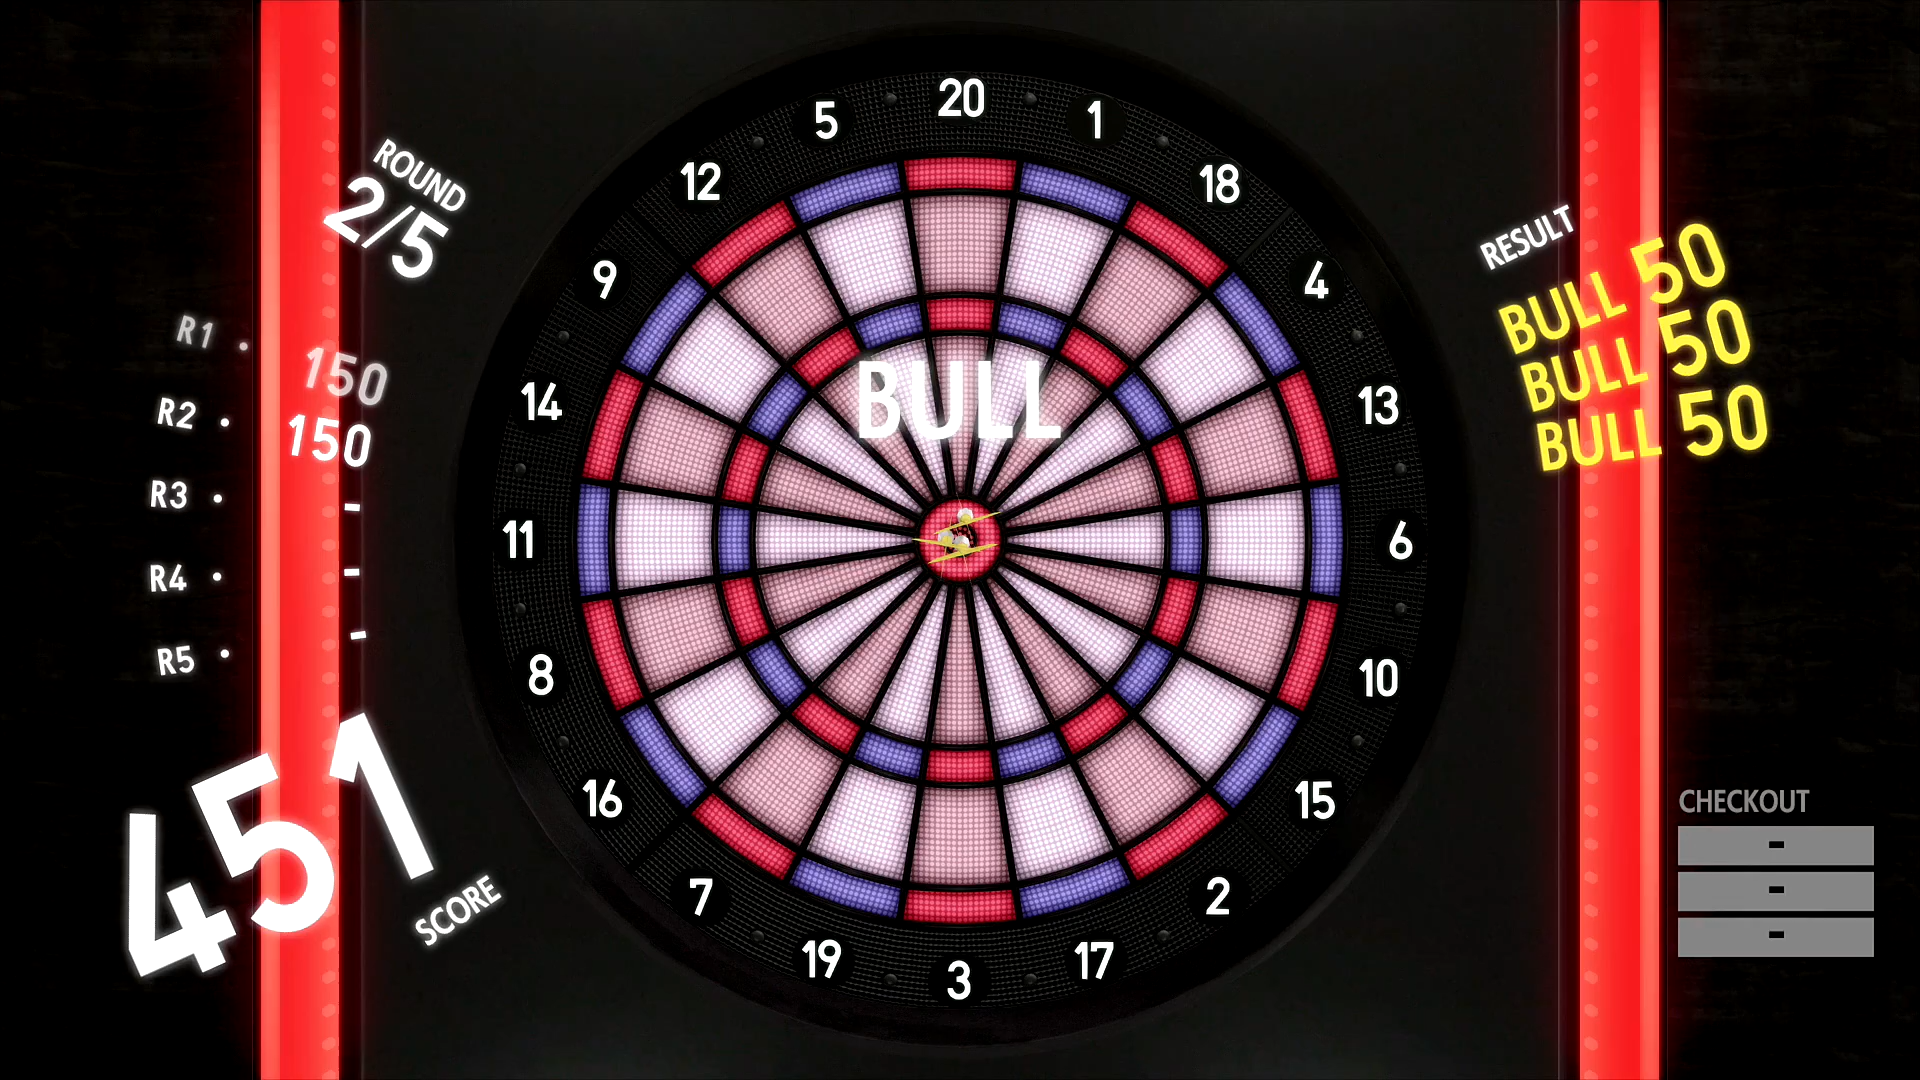 ROUND
2/5
R1 • 150
R2 • 150
R3 • -
R4 • -
R5 • -
451
SCORE
20
1
18
4
13
6
10
15
2
17
3
19
7
16
8
11
14
9
12
5
BULL
RESULT
BULL 50
BULL 50
BULL 50
CHECKOUT
-
-
-